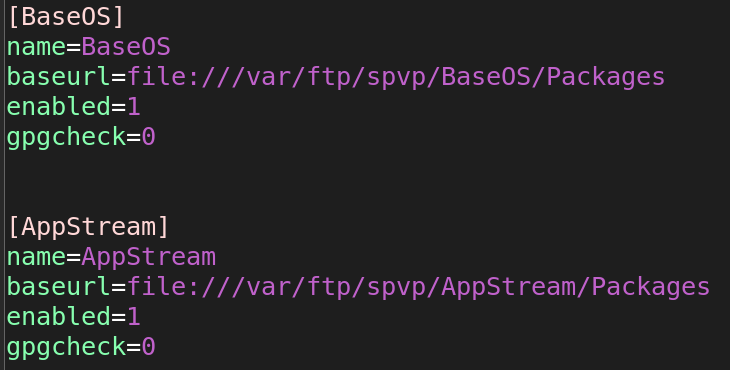 [BaseOS]
name=BaseOS
baseurl=file:///var/ftp/spvp/BaseOS/Packages
enabled=1
gpgcheck=0
[AppStream]
name=AppStream
baseurl=file:///var/ftp/spvp/AppStream/Packages
enabled=1
gpgcheck=0